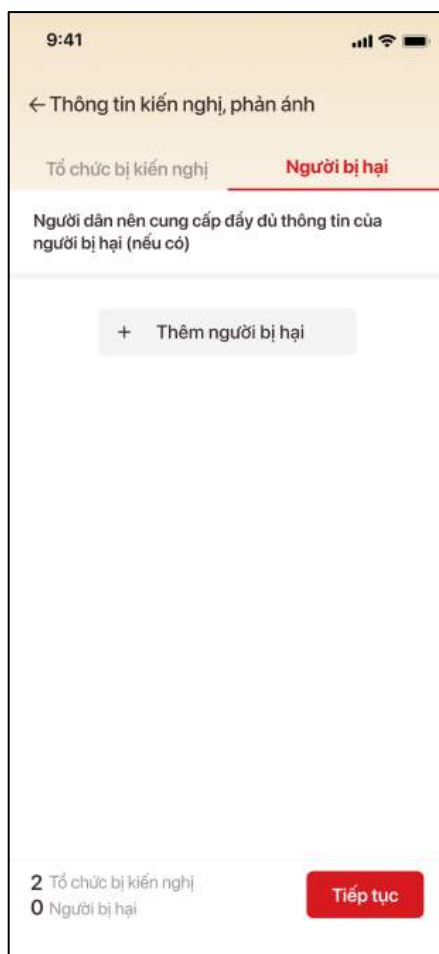 9:41
← Thông tin kiến nghị, phản ánh
Tổ chức bị kiến nghị
Người bị hại
Người dân nên cung cấp đầy đủ thông tin của
người bị hại (nếu có)
+ Thêm người bị hại
2 Tổ chức bị kiến nghị
0 Người bị hại
Tiếp tục